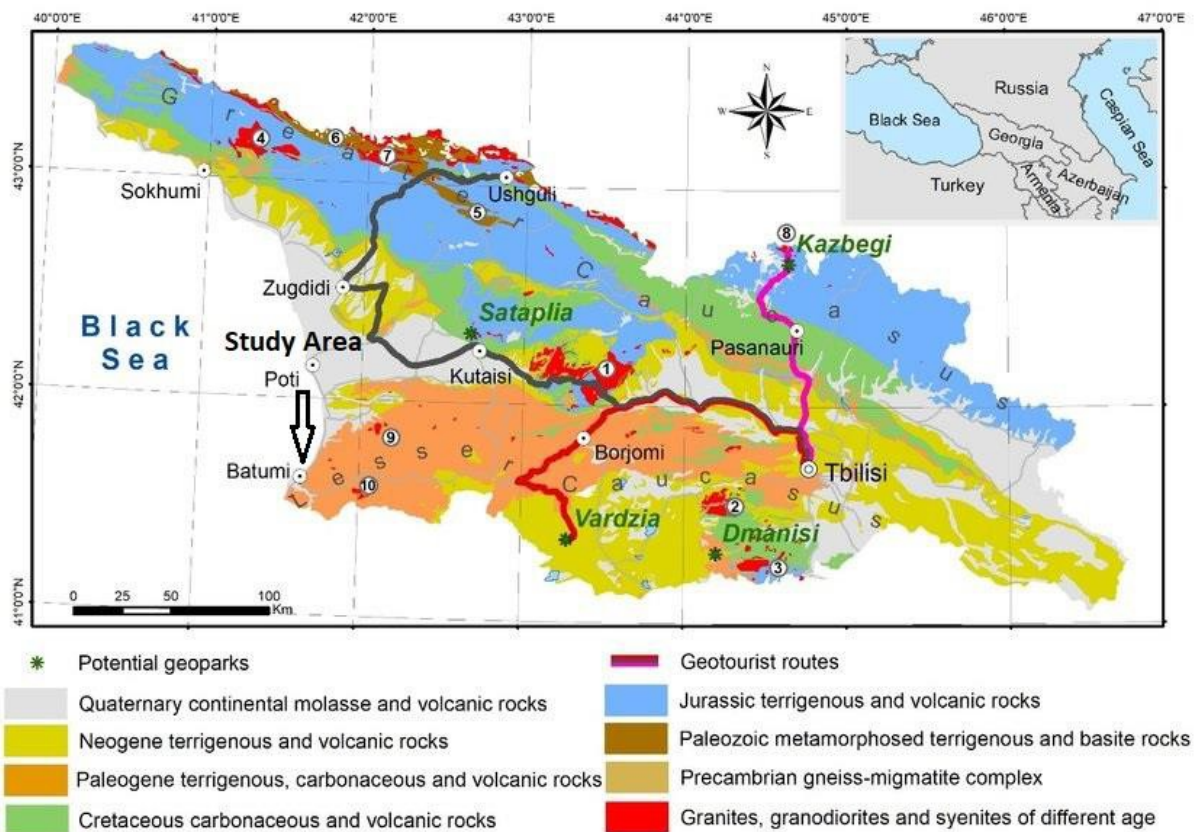 40°0'0"E 41°0'0"E 42°0'0"E 43°0'0"E 44°0'0"E 45°0'0"E 46°0'0"E 47°0'0"E
43°0'0"N
42°0'0"N
41°0'0"N
N
W E
S
Russia
Black Sea
Caspian Sea
Georgia
Turkey
Armenia
Azerbaijan
Greater Caucasus
4
6
7
Sokhumi
Ushguli
5
8
Kazbegi
Zugdidi
Black
Sea
Sataplia
Study Area
Pasanauri
Poti
Kutaisi
1
9
Borjomi
Tbilisi
Batumi
10
Lesser Caucasus
2
Vardzia
Dmanisi
3
0 25 50 100
Km.
Potential geoparks
Quaternary continental molasse and volcanic rocks
Neogene terrigenous and volcanic rocks
Paleogene terrigenous, carbonaceous and volcanic rocks
Cretaceous carbonaceous and volcanic rocks
Geotourist routes
Jurassic terrigenous and volcanic rocks
Paleozoic metamorphosed terrigenous and basite rocks
Precambrian gneiss-migmatite complex
Granites, granodiorites and syenites of different age